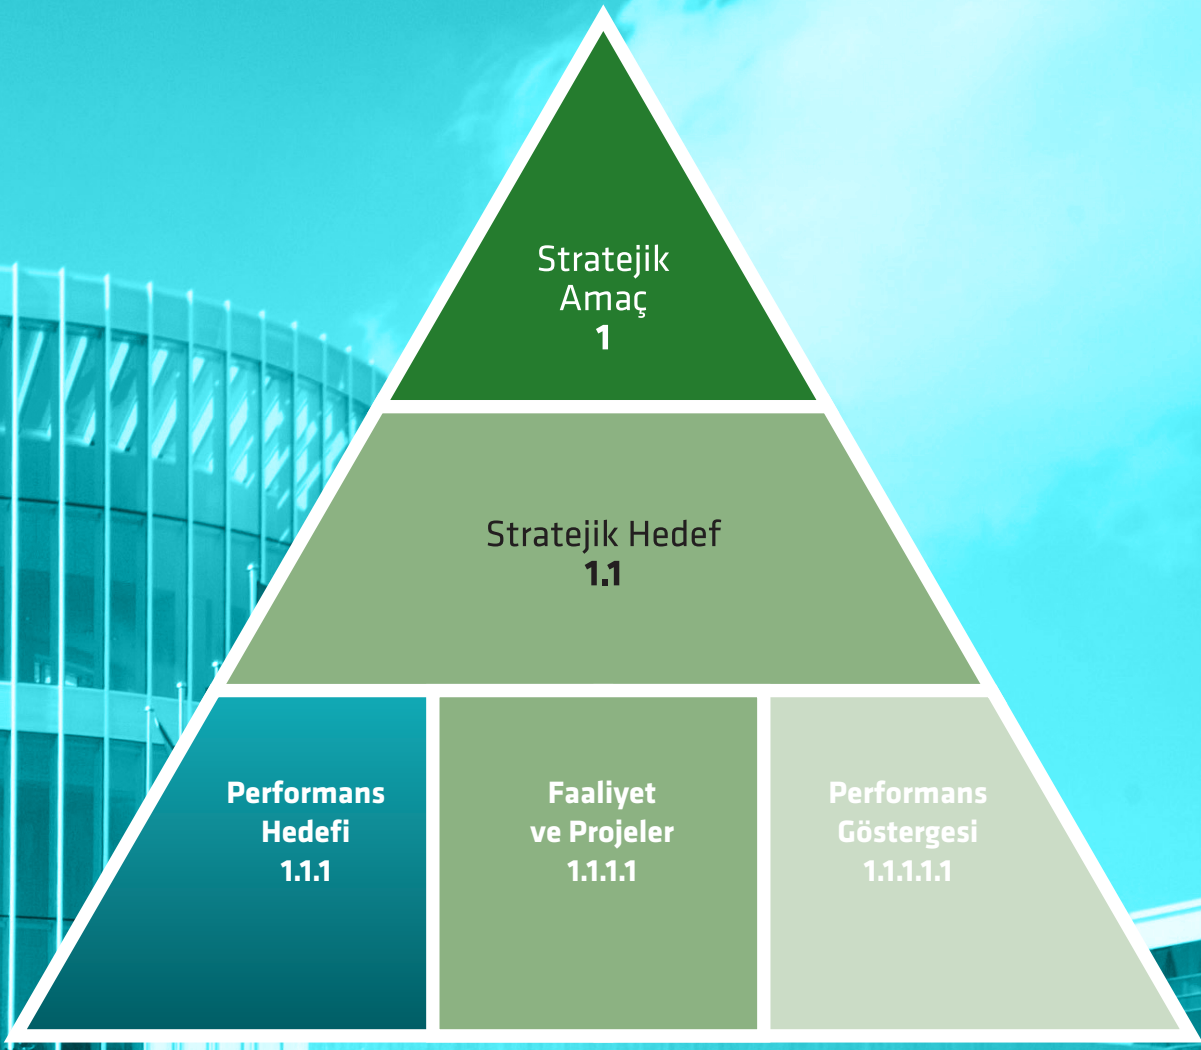 Stratejik
Amaç
1
Stratejik Hedef
1.1
Performans
Hedefi
1.1.1
Faaliyet
ve Projeler
1.1.1.1
Performans
Göstergesi
1.1.1.1.1